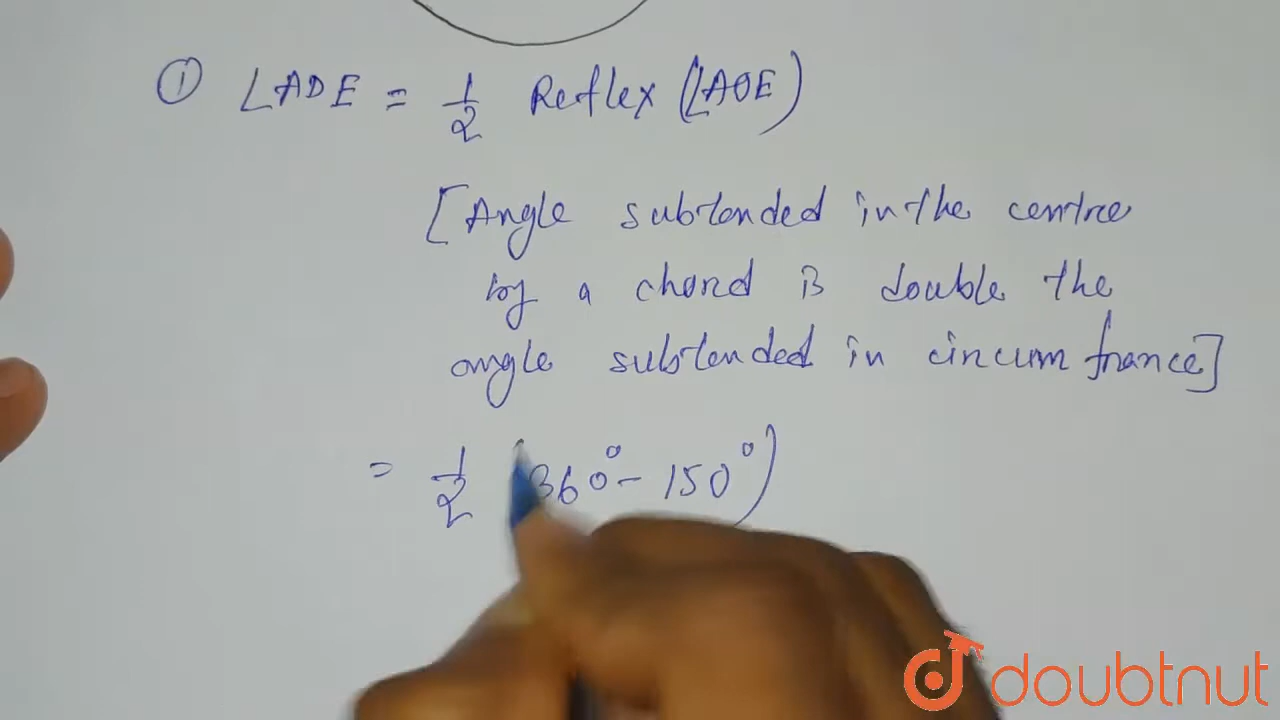 ① ∠ADE = 1/2 Reflex (∠AOE)
[Angle subtended in the centre
by a chord is double the
angle subtended in circumfrance]
= 1/2 (360° - 150°)
doubtnut